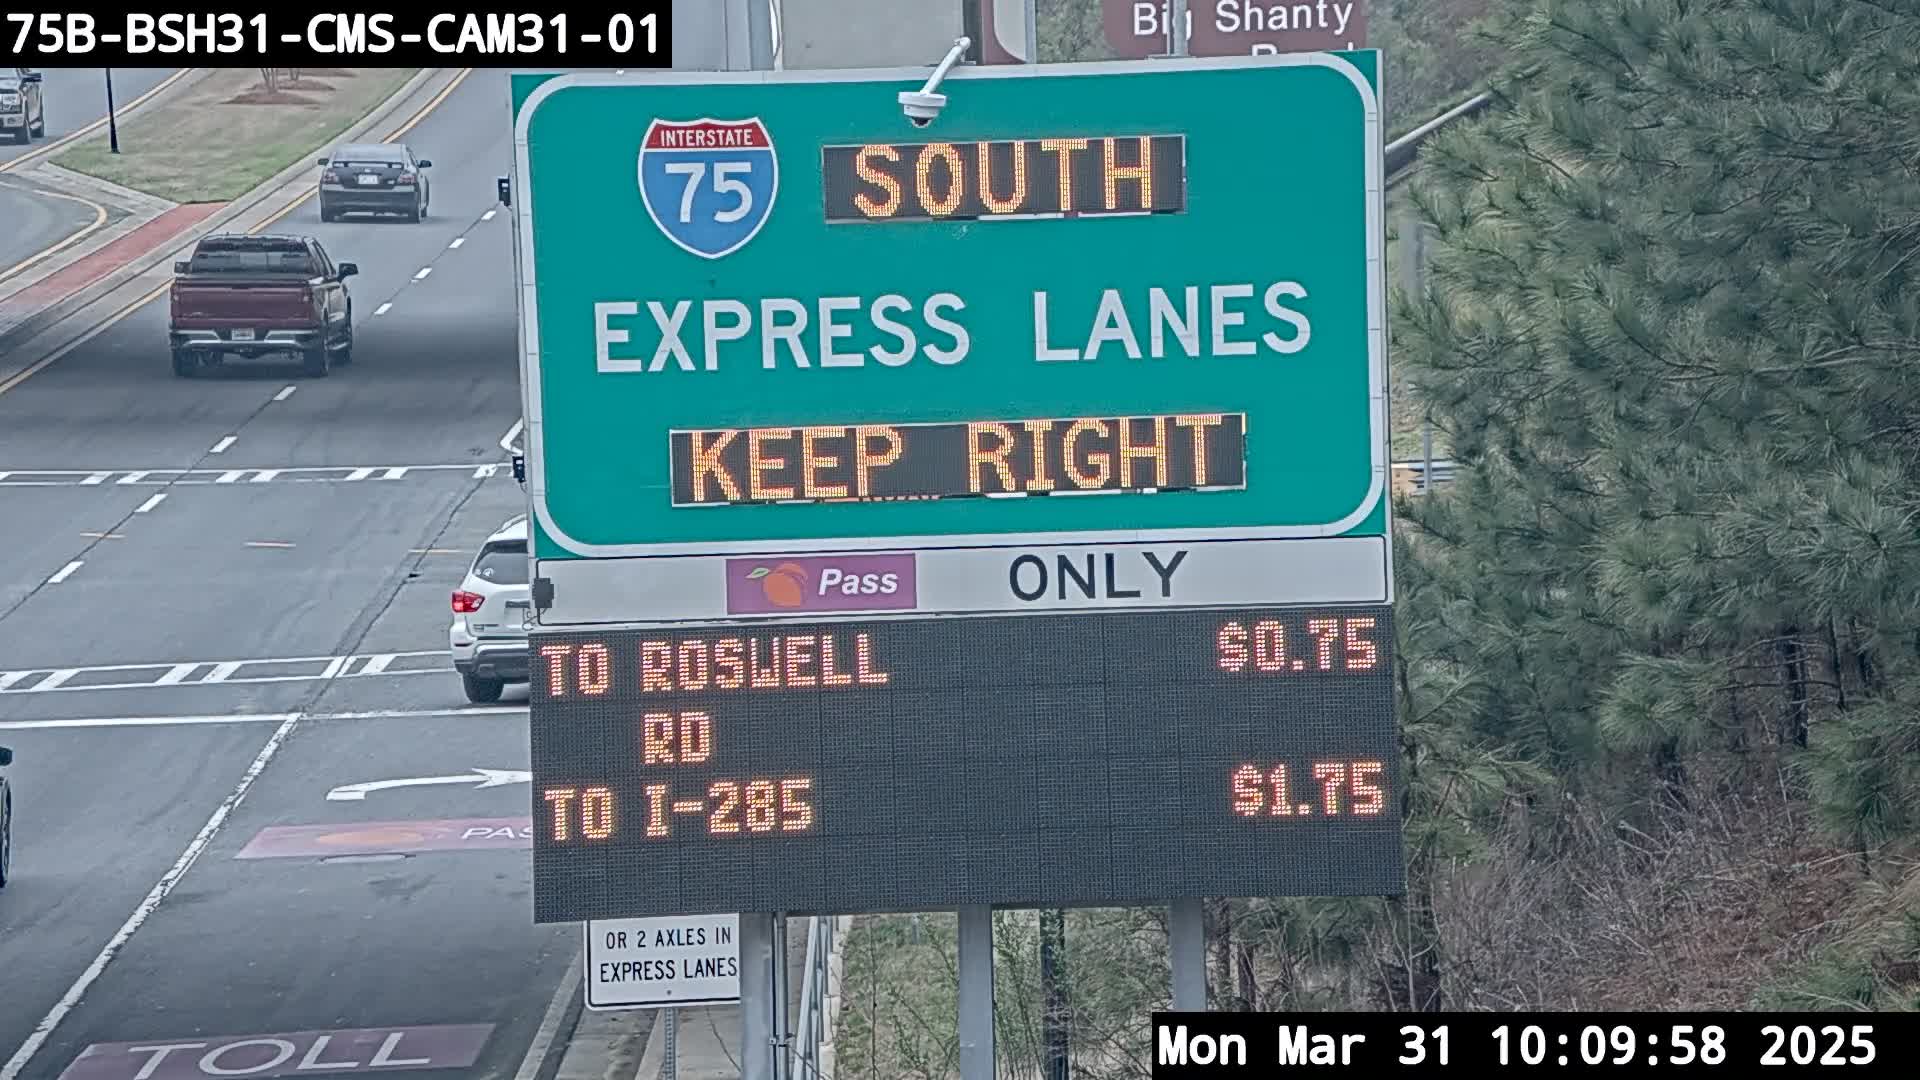 75B-BSH31-CMS-CAM31-01
Big Shanty
INTERSTATE
75
SOUTH
EXPRESS LANES
KEEP RIGHT
Pass ONLY
TO ROSWELL $0.75
RD
TO I-285 $1.75
OR 2 AXLES IN
EXPRESS LANES
TOLL
Mon Mar 31 10:09:58 2025